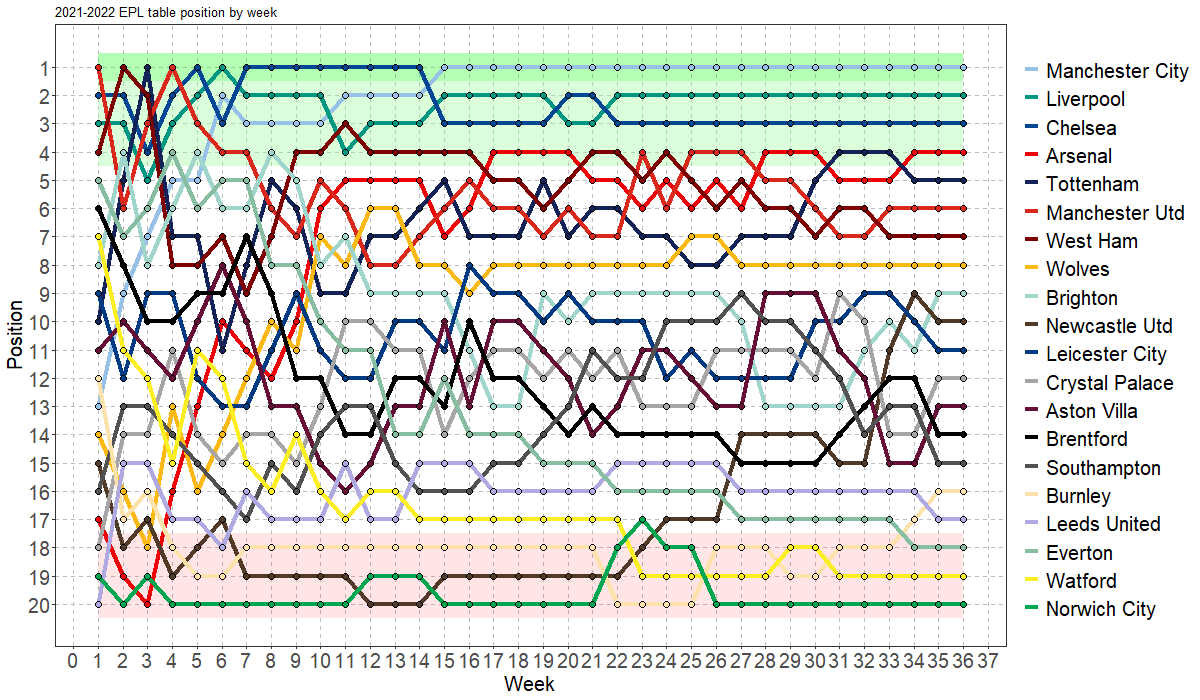 2021-2022 EPL table position by week
Position
1
2
3
4
5
6
7
8
9
10
11
12
13
14
15
16
17
18
19
20
0 1 2 3 4 5 6 7 8 9 10 11 12 13 14 15 16 17 18 19 20 21 22 23 24 25 26 27 28 29 30 31 32 33 34 35 36 37
Week
Manchester City
Liverpool
Chelsea
Arsenal
Tottenham
Manchester Utd
West Ham
Wolves
Brighton
Newcastle Utd
Leicester City
Crystal Palace
Aston Villa
Brentford
Southampton
Burnley
Leeds United
Everton
Watford
Norwich City